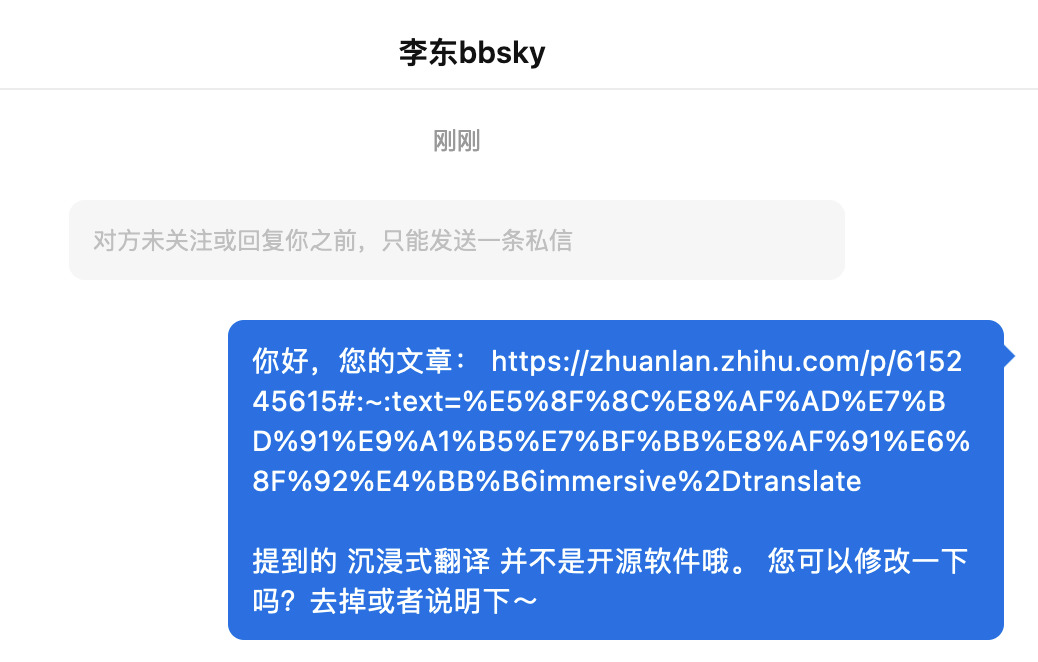 李东bbsky
刚刚
对方未关注或回复你之前，只能发送一条私信
你好，您的文章： https://zhuanlan.zhihu.com/p/6152
45615#:~:text=%E5%8F%8C%E8%AF%AD%E7%B
D%91%E9%A1%B5%E7%BF%BB%E8%AF%91%E6%
8F%92%E4%BB%B6immersive%2Dtranslate
提到的 沉浸式翻译 并不是开源软件哦。 您可以修改一下
吗？去掉或者说明下～